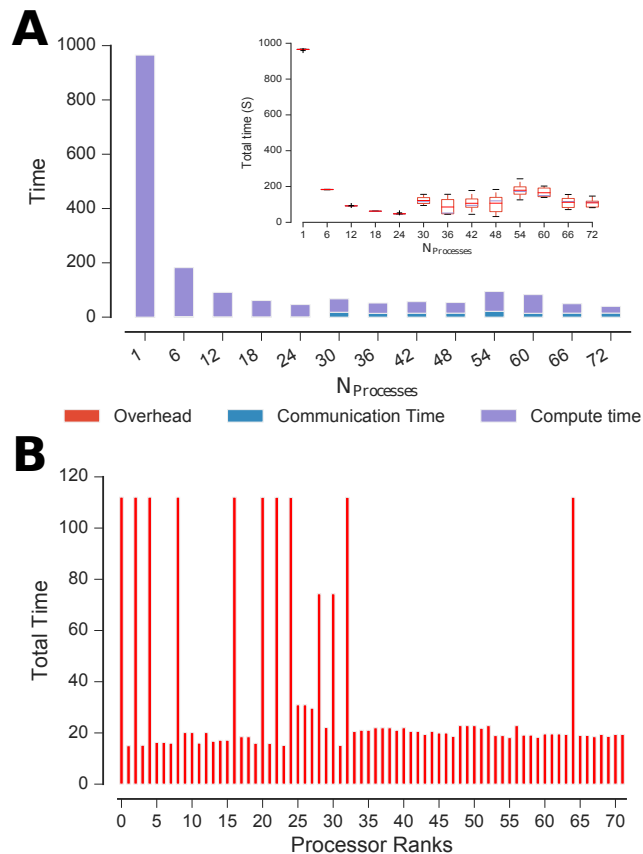 A
1000
800
600
400
200
0
Time
1 6 12 18 24 30 36 42 48 54 60 66 72
N Processes
1000
800
600
400
200
0
Total time (S)
1 6 12 18 24 30 36 42 48 54 60 66 72
N Processes
Overhead Communication Time Compute time
B
120
100
80
60
40
20
0
Total Time
0 5 10 15 20 25 30 35 40 45 50 55 60 65 70
Processor Ranks